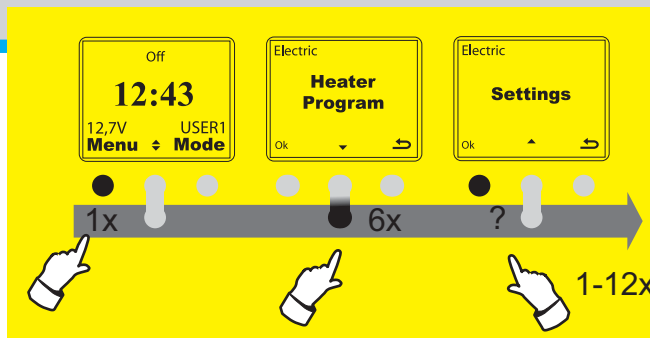 Off
12:43
12,7V USER1
Menu Mode
Electric
Heater
Program
Ok
Electric
Settings
Ok
1x 6x ?
1-12x